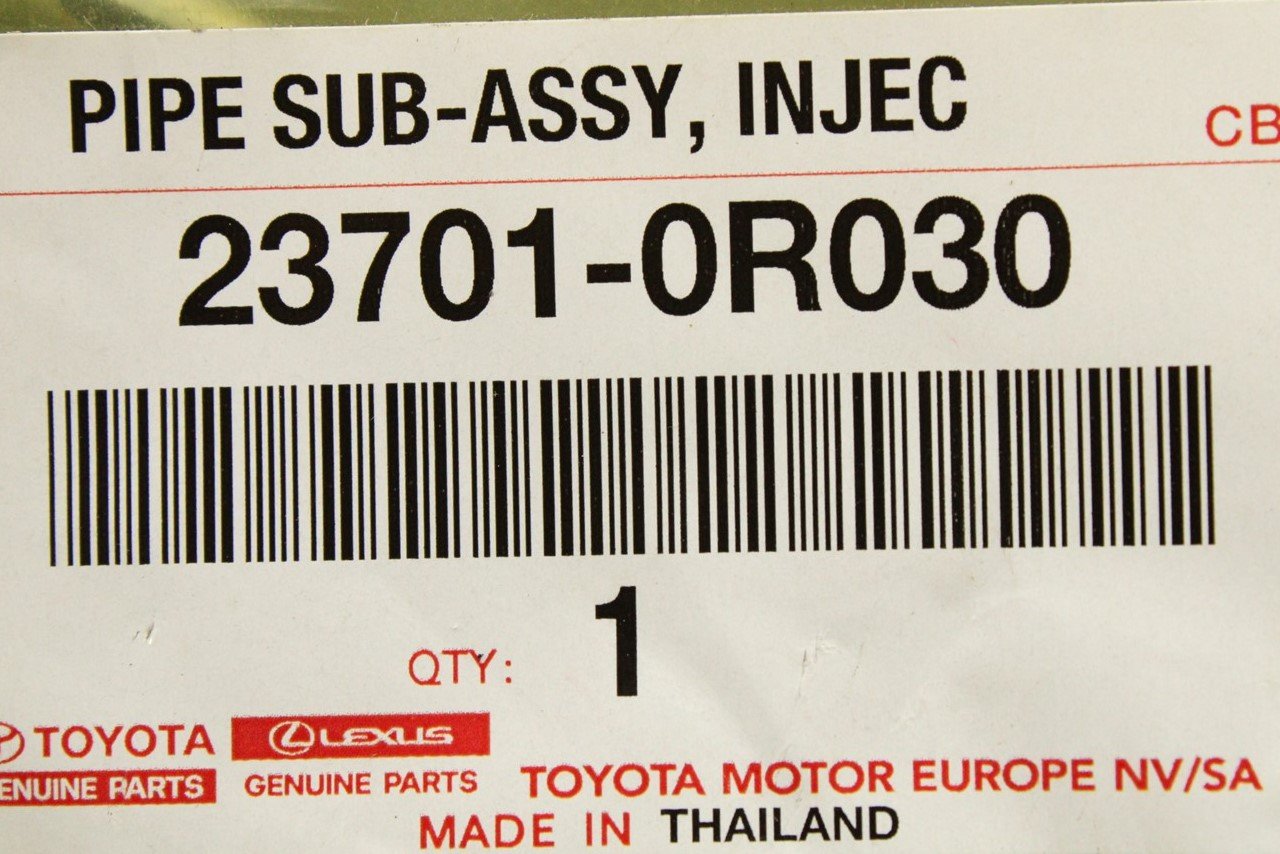 PIPE SUB-ASSY, INJEC
CB
23701-0R030
QTY: 1
TOYOTA
GENUINE PARTS
LEXUS
GENUINE PARTS
TOYOTA MOTOR EUROPE NV/SA
MADE IN THAILAND